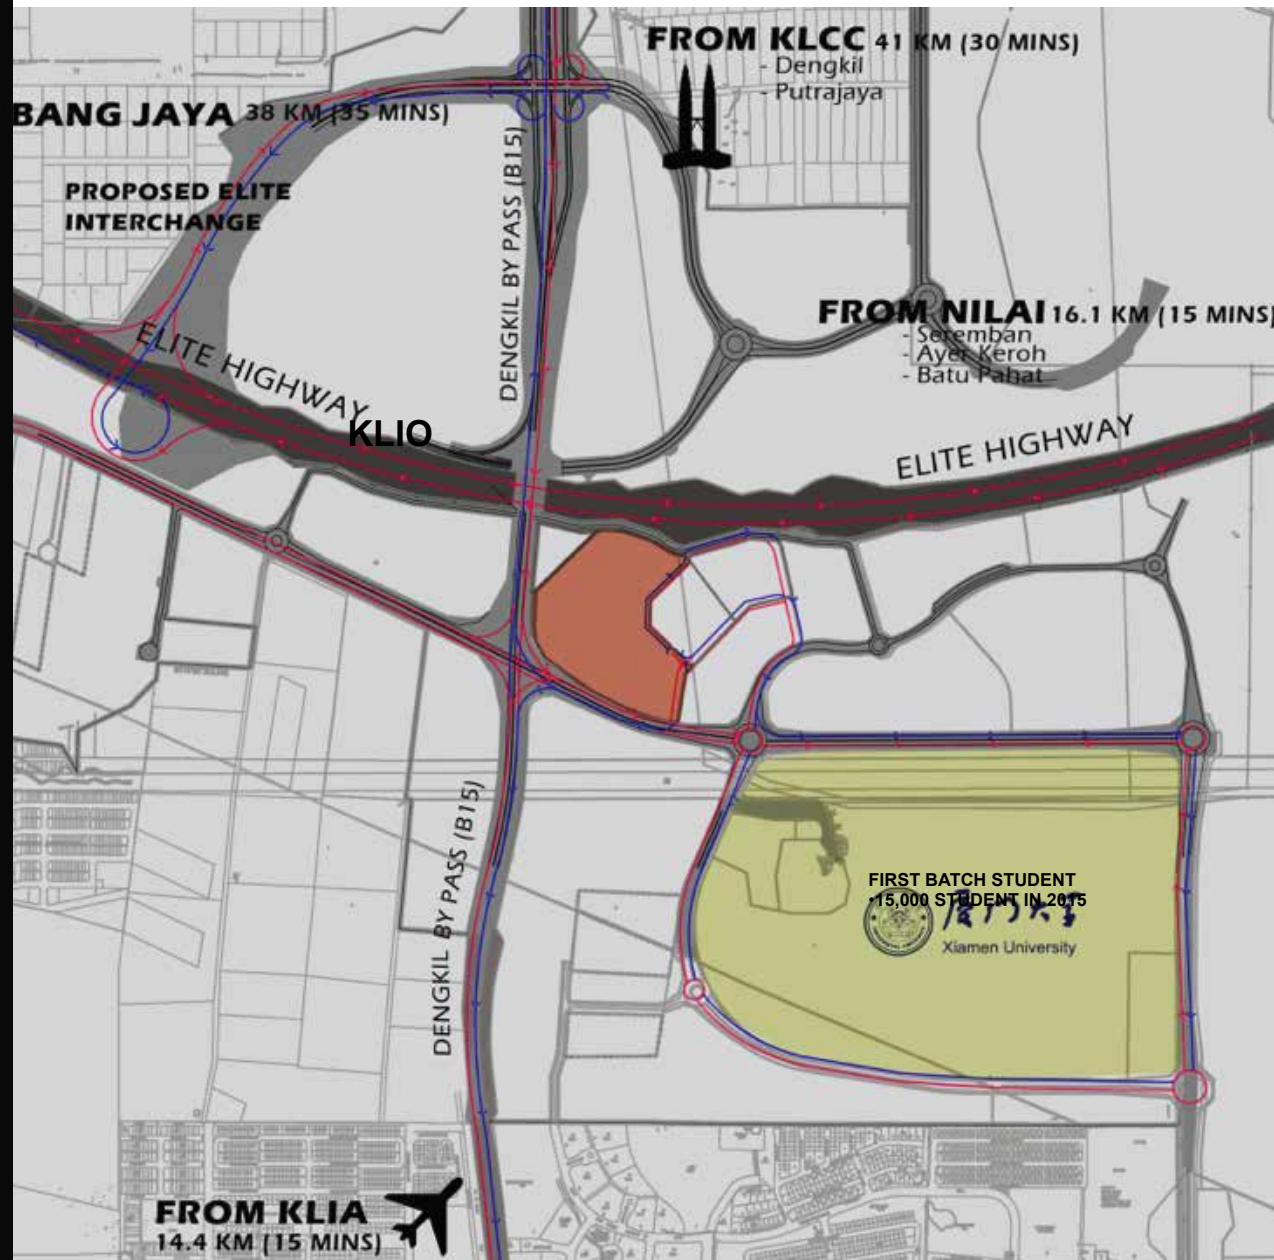 FROM KLCC 41 KM (30 MINS)
- Dengkil
- Putrajaya
BANG JAYA 38 KM (35 MINS)
PROPOSED ELITE
INTERCHANGE
DENGKIL BY PASS (B15)
FROM NILAI 16.1 KM (15 MINS)
- Seremban
- Ayer Keroh
- Batu Pahat
ELITE HIGHWAY
KLIO
ELITE HIGHWAY
DENGKIL BY PASS (B15)
FIRST BATCH STUDENT
•15,000 STUDENT IN 2015
厦门大学
Xiamen University
FROM KLIA
14.4 KM (15 MINS)